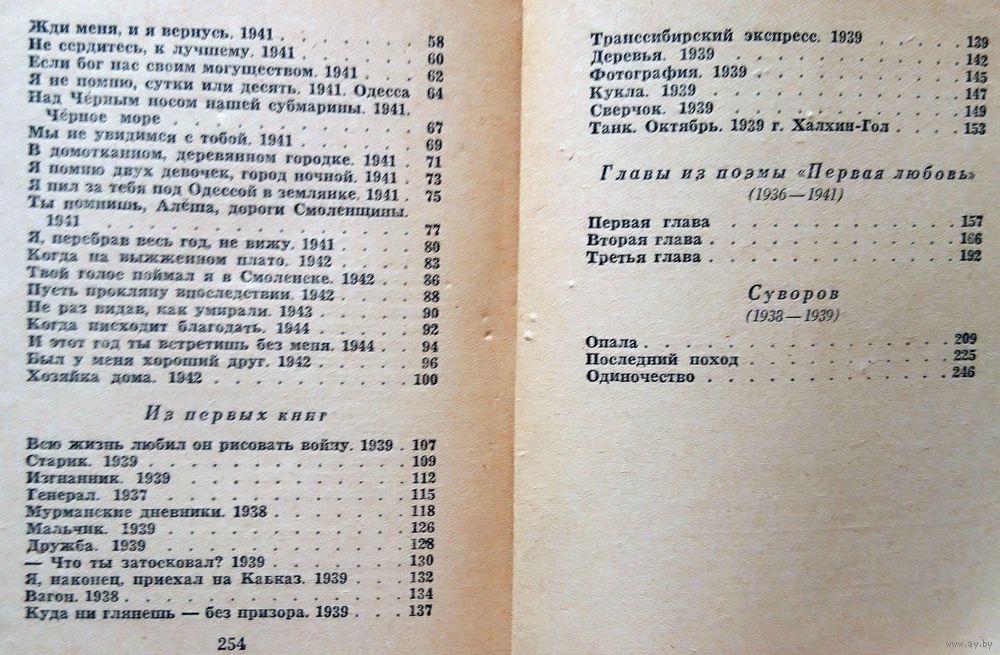 Жди меня, и я вернусь. 1941 . . . . . . . 58
Не сердитесь, к лучшему. 1941 . . . . . . 60
Если бог нас своим могуществом. 1941 . . . 62
Я не помню, сутки или десять. 1941. Одесса 64
Над Чёрным носом нашей субмарины. 1941.
Чёрное море . . . . . . . . . . . 67
Мы не увидимся с тобой. 1941 . . . . . . 69
В домотканном, деревянном городке. 1941 . . 71
Я помню двух девочек, город ночной. 1941 . . 73
Я пил за тебя под Одессой в землянке. 1941 . . 75
Ты помнишь, Алёша, дороги Смоленщины.
1941 . . . . . . . . . . . . . . 77
Я, перебрав весь год, не вижу. 1941 . . . . 80
Когда на выжженном плато. 1942 . . . . . 83
Твой голос поймал я в Смоленске. 1942 . . . 86
Пусть прокляну впоследствии. 1942 . . . . . 88
Не раз видав, как умирали. 1943 . . . . . 90
Когда нисходит благодать. 1944 . . . . . . 92
И этот год ты встретишь без меня. 1944 . . . 94
Был у меня хороший друг. 1942 . . . . . . 96
Хозяйка дома. 1942 . . . . . . . . . . 100
Из первых книг
Всю жизнь любил он рисовать войну. 1939 . 107
Старик. 1939 . . . . . . . . . . . . 109
Изгнанник. 1939 . . . . . . . . . . . 112
Генерал. 1937 . . . . . . . . . . . . 115
Мурманские дневники. 1938 . . . . . . . 118
Мальчик. 1939 . . . . . . . . . . . . 126
Дружба. 1939 . . . . . . . . . . . . 128
— Что ты затосковал? 1939 . . . . . . . 130
Я, наконец, приехал на Кавказ. 1939 . . . . 132
Вагон. 1938 . . . . . . . . . . . . . 134
Куда ни глянешь — без призора. 1939 . . . 137
254
Транссибирский экспресс. 1939 . . . . . . 139
Деревья. 1939 . . . . . . . . . . . . 142
Фотография. 1939 . . . . . . . . . . . 145
Кукла. 1939 . . . . . . . . . . . . . 147
Сверчок. 1939 . . . . . . . . . . . . 149
Танк. Октябрь. 1939 г. Халхин-Гол . . . . . 153
Главы из поэмы «Первая любовь»
(1936—1941)
Первая глава . . . . . . . . . . . . 157
Вторая глава . . . . . . . . . . . . . 166
Третья глава . . . . . . . . . . . . . 192
Суворов
(1938—1939)
Опала . . . . . . . . . . . . . . . 209
Последний поход . . . . . . . . . . . 225
Одиночество . . . . . . . . . . . . . 246
www.ay.by